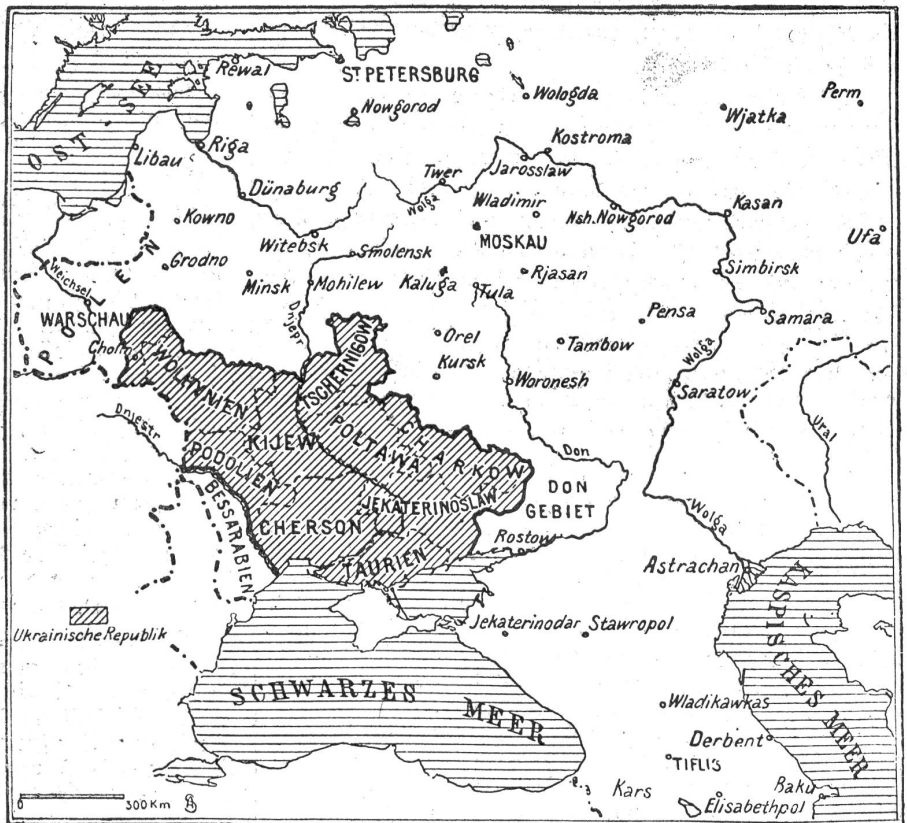 Rewal
ST. PETERSBURG
Nowgorod
Wologda
Wjatka
Perm
OST-SEE
Libau
Riga
Kostroma
Jarosslaw
Twer
Wolga
Dünaburg
Wladimir
Nsh.Nowgorod
Kasan
Kowno
Witebsk
MOSKAU
Ufa
Smolensk
POLEN
Grodno
Minsk
Mohilew
Kaluga
Tula
Rjasan
Simbirsk
Weichsel
Dnjepr
Pensa
Samara
WARSCHAU
Orel
Tambow
Wolga
Cholm
Kursk
TSCHERNIGOW
WOLHYNIEN
Woronesh
Saratow
Dnjestr
KIJEW
POLTAWA
CHARKOW
Ural
Don
PODOLIEN
DON
GEBIET
JEKATERINOSLAW
Wolga
BESSARABIEN
CHERSON
Rostow
TAURIEN
Astrachan
KASPISCHES MEER
Ukrainische Republik
Jekaterinodar
Stawropol
SCHWARZES
MEER
Wladikawkas
Derbent
TIFLIS
Kars
Baku
Elisabethpol
300 Km